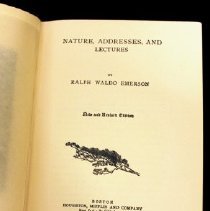 NATURE, ADDRESSES, AND
LECTURES
BY
RALPH WALDO EMERSON
New and Revised Edition
BOSTON
HOUGHTON, MIFFLIN AND COMPANY